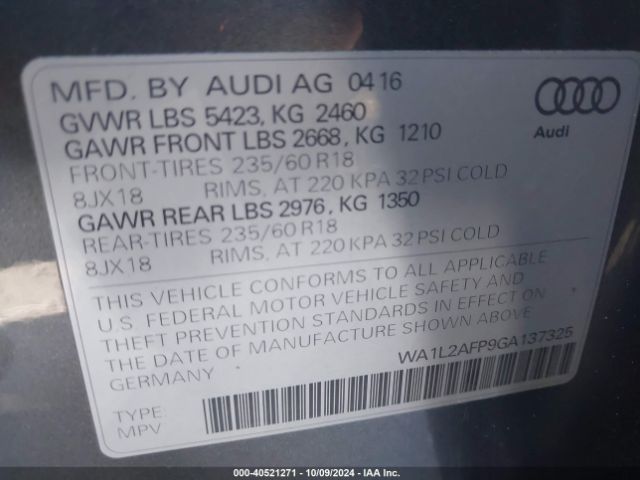 MFD. BY AUDI AG 0416
GVWR LBS 5423, KG 2460
GAWR FRONT LBS 2668, KG 1210
FRONT-TIRES 235/60 R18
8JX18 RIMS, AT 220 KPA 32 PSI COLD
GAWR REAR LBS 2976, KG 1350
REAR-TIRES 235/60 R18
8JX18 RIMS, AT 220 KPA 32 PSI COLD
Audi
THIS VEHICLE CONFORMS TO ALL APPLICABLE
U.S. FEDERAL MOTOR VEHICLE SAFETY AND
THEFT PREVENTION STANDARDS IN EFFECT ON
THE DATE OF MANUFACTURE SHOWN ABOVE
GERMANY
WA1L2AFP9GA137325
TYPE:
MPV
000-40521271 - 10/09/2024 - IAA Inc.